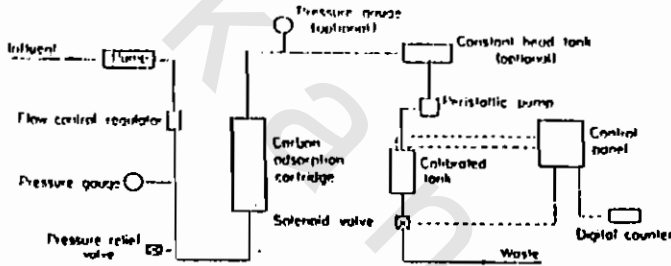 Pressure gauge
(optional)
Influent
Pump
Constant head tank
(optional)
Peristaltic pump
Flow control regulator
Carbon
adsorption
cartridge
Calibrated
tank
Control
panel
Pressure gauge
Solenoid valve
Digital counter
Pressure relief
valve
Waste